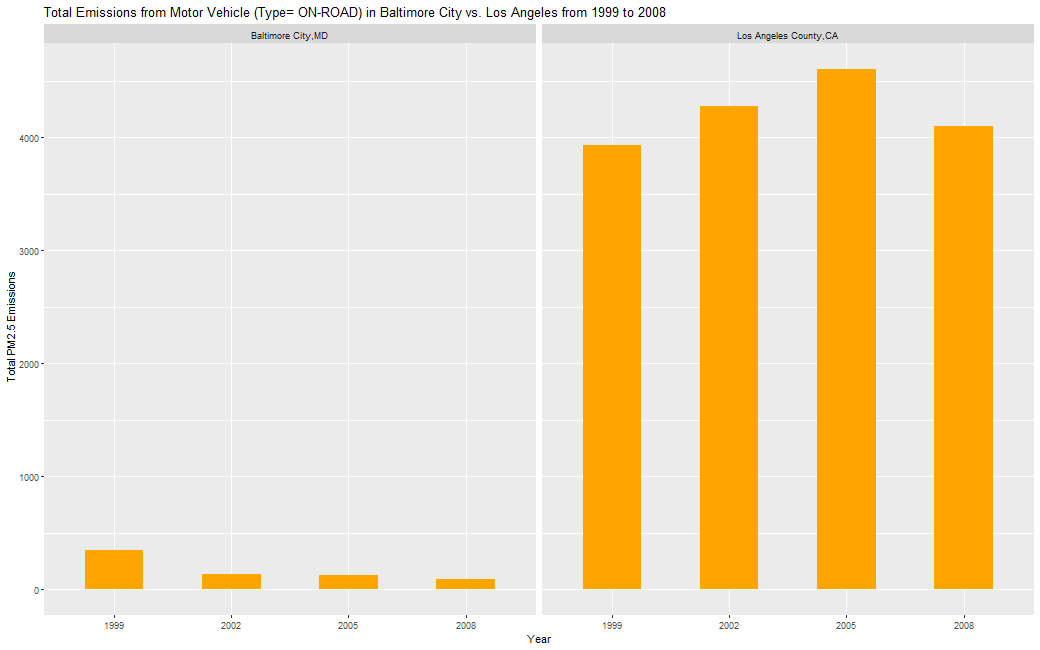 Total Emissions from Motor Vehicle (Type= ON-ROAD) in Baltimore City vs. Los Angeles from 1999 to 2008
Baltimore City,MD
Los Angeles County,CA
Total PM2.5 Emissions
4000
3000
2000
1000
0
1999 2002 2005 2008
1999 2002 2005 2008
Year